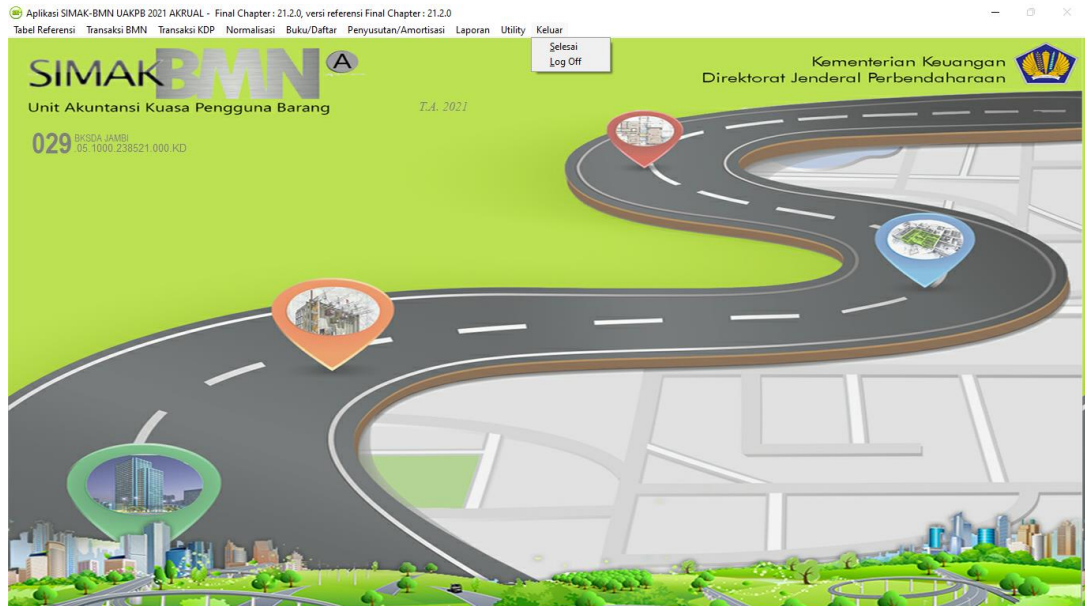 Aplikasi SIMAK-BMN UAKPB 2021 AKRUAL - Final Chapter : 21.2.0, versi referensi Final Chapter : 21.2.0
Tabel Referensi Transaksi BMN Transaksi KDP Normalisasi Buku/Daftar Penyusutan/Amortisasi Laporan Utility Keluar
Selesai
Log Off
SIMAK BMN A
Unit Akuntansi Kuasa Pengguna Barang
T.A. 2021
Kementerian Keuangan
Direktorat Jenderal Perbendaharaan
029 BKSDA JAMBI
.05.1000.238521.000.KD